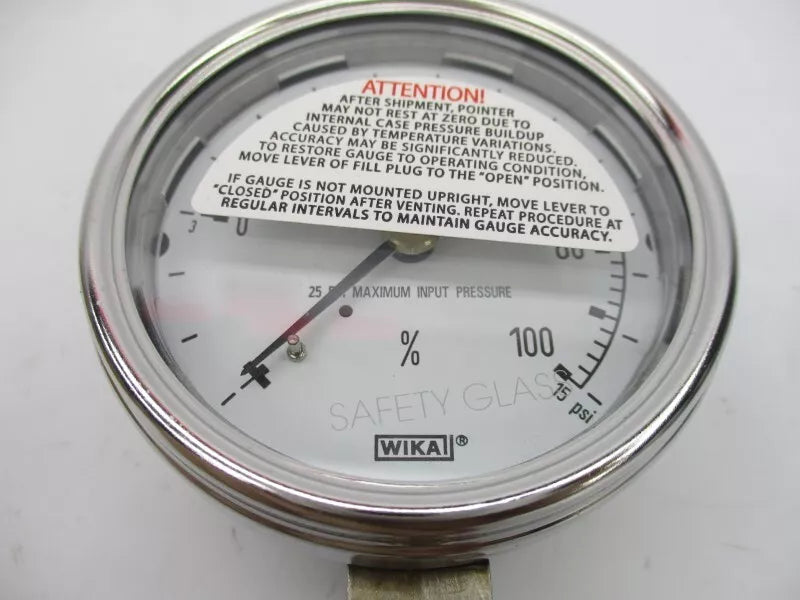 ATTENTION!
AFTER SHIPMENT, POINTER
MAY NOT REST AT ZERO DUE TO
INTERNAL CASE PRESSURE BUILDUP
CAUSED BY TEMPERATURE VARIATIONS.
ACCURACY MAY BE SIGNIFICANTLY REDUCED.
TO RESTORE GAUGE TO OPERATING CONDITION,
MOVE LEVER OF FILL PLUG TO THE "OPEN" POSITION.
IF GAUGE IS NOT MOUNTED UPRIGHT, MOVE LEVER TO
"CLOSED" POSITION AFTER VENTING. REPEAT PROCEDURE AT
REGULAR INTERVALS TO MAINTAIN GAUGE ACCURACY.
3 0
25 MAXIMUM INPUT PRESSURE
% 100
15 psi
SAFETY GLASS
WIKA ®